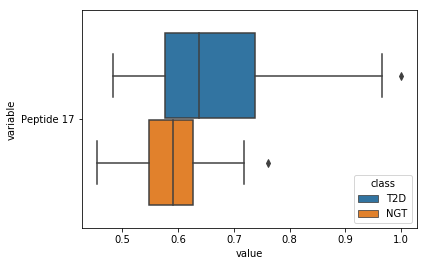 variable
Peptide 17
class
T2D
NGT
0.5 0.6 0.7 0.8 0.9 1.0
value